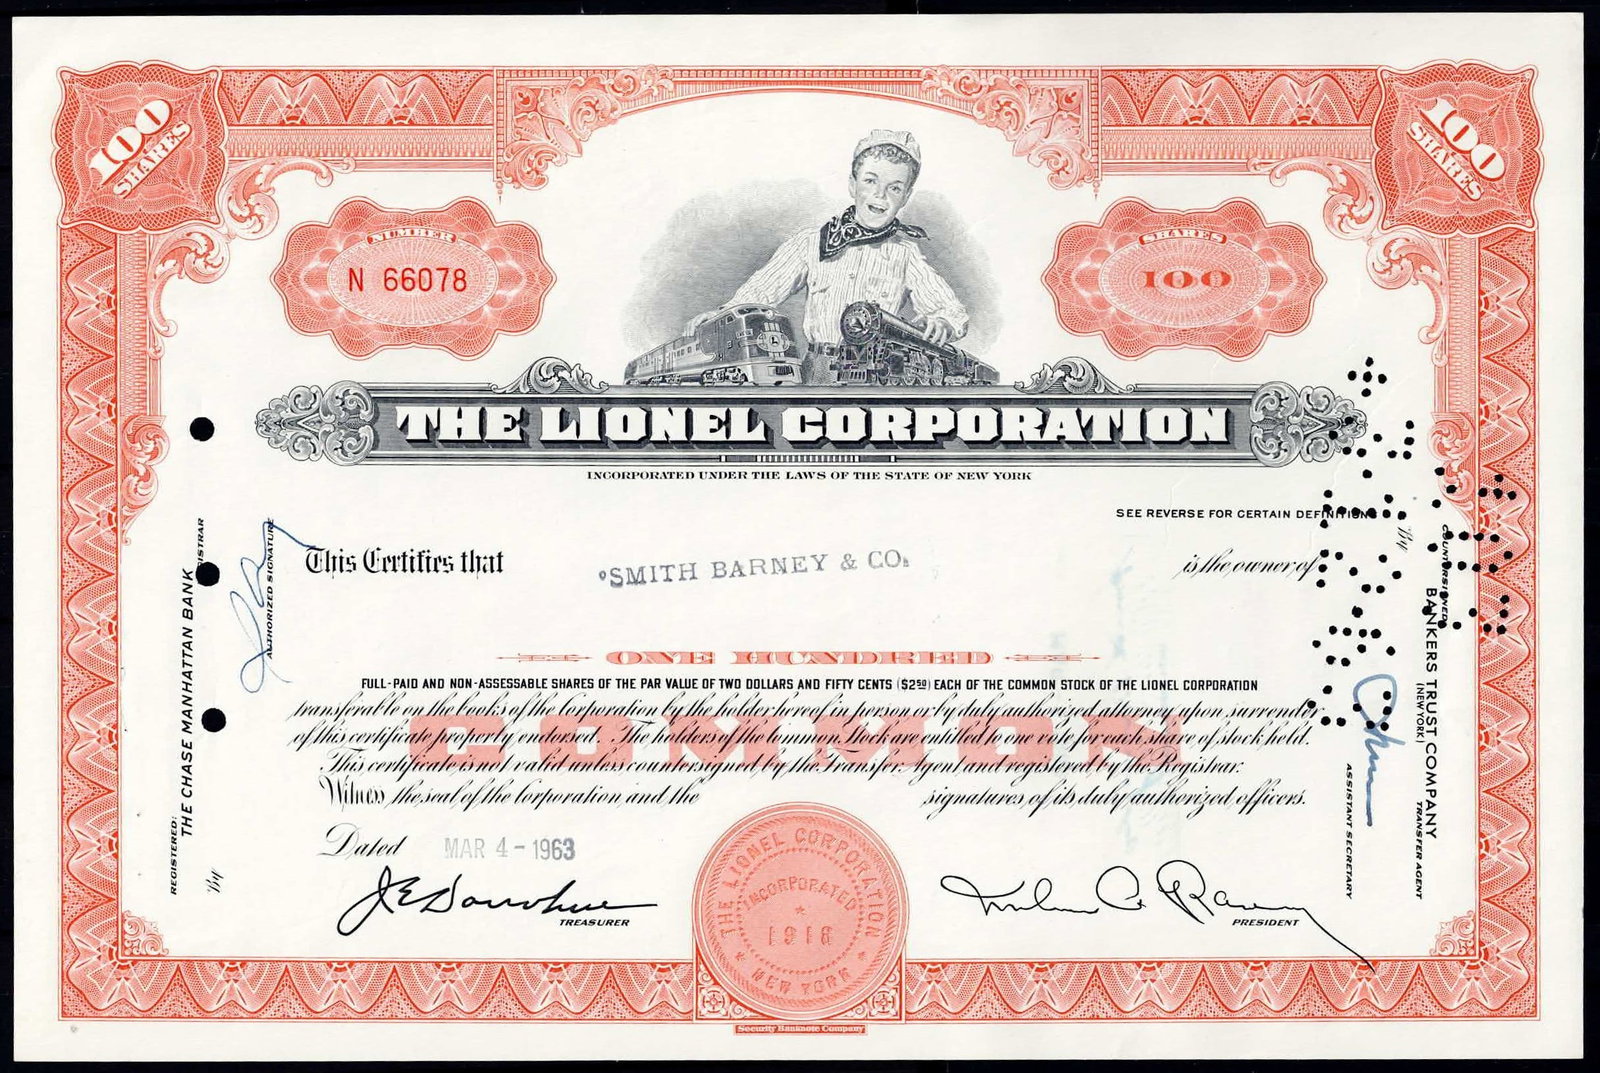 100
SHARES
100
SHARES
NUMBER
N 66078
SHARES
100
THE LIONEL CORPORATION
INCORPORATED UNDER THE LAWS OF THE STATE OF NEW YORK
SEE REVERSE FOR CERTAIN DEFINITIONS
This Certifies that
SMITH BARNEY & CO.
is the owner of
ONE HUNDRED
FULL-PAID AND NON-ASSESSABLE SHARES OF THE PAR VALUE OF TWO DOLLARS AND FIFTY CENTS ($2.50) EACH OF THE COMMON STOCK OF THE LIONEL CORPORATION
COMMON
transferable on the books of the Corporation by the holder hereof in person or by duly authorized attorney upon surrender
of this certificate properly endorsed. The holders of the Common Stock are entitled to one vote for each share of stock held.
This certificate is not valid unless countersigned by the Transfer Agent and registered by the Registrar.
Witness the seal of the Corporation and the signatures of its duly authorized officers.
Dated MAR 4-1963
TREASURER
PRESIDENT
THE LIONEL CORPORATION
INCORPORATED
1918
NEW YORK
Security Banknote Company
REGISTERED:
THE CHASE MANHATTAN BANK
REGISTRAR
By
AUTHORIZED SIGNATURE
COUNTERSIGNED
BANKERS TRUST COMPANY
(NEW YORK)
TRANSFER AGENT
By
ASSISTANT SECRETARY